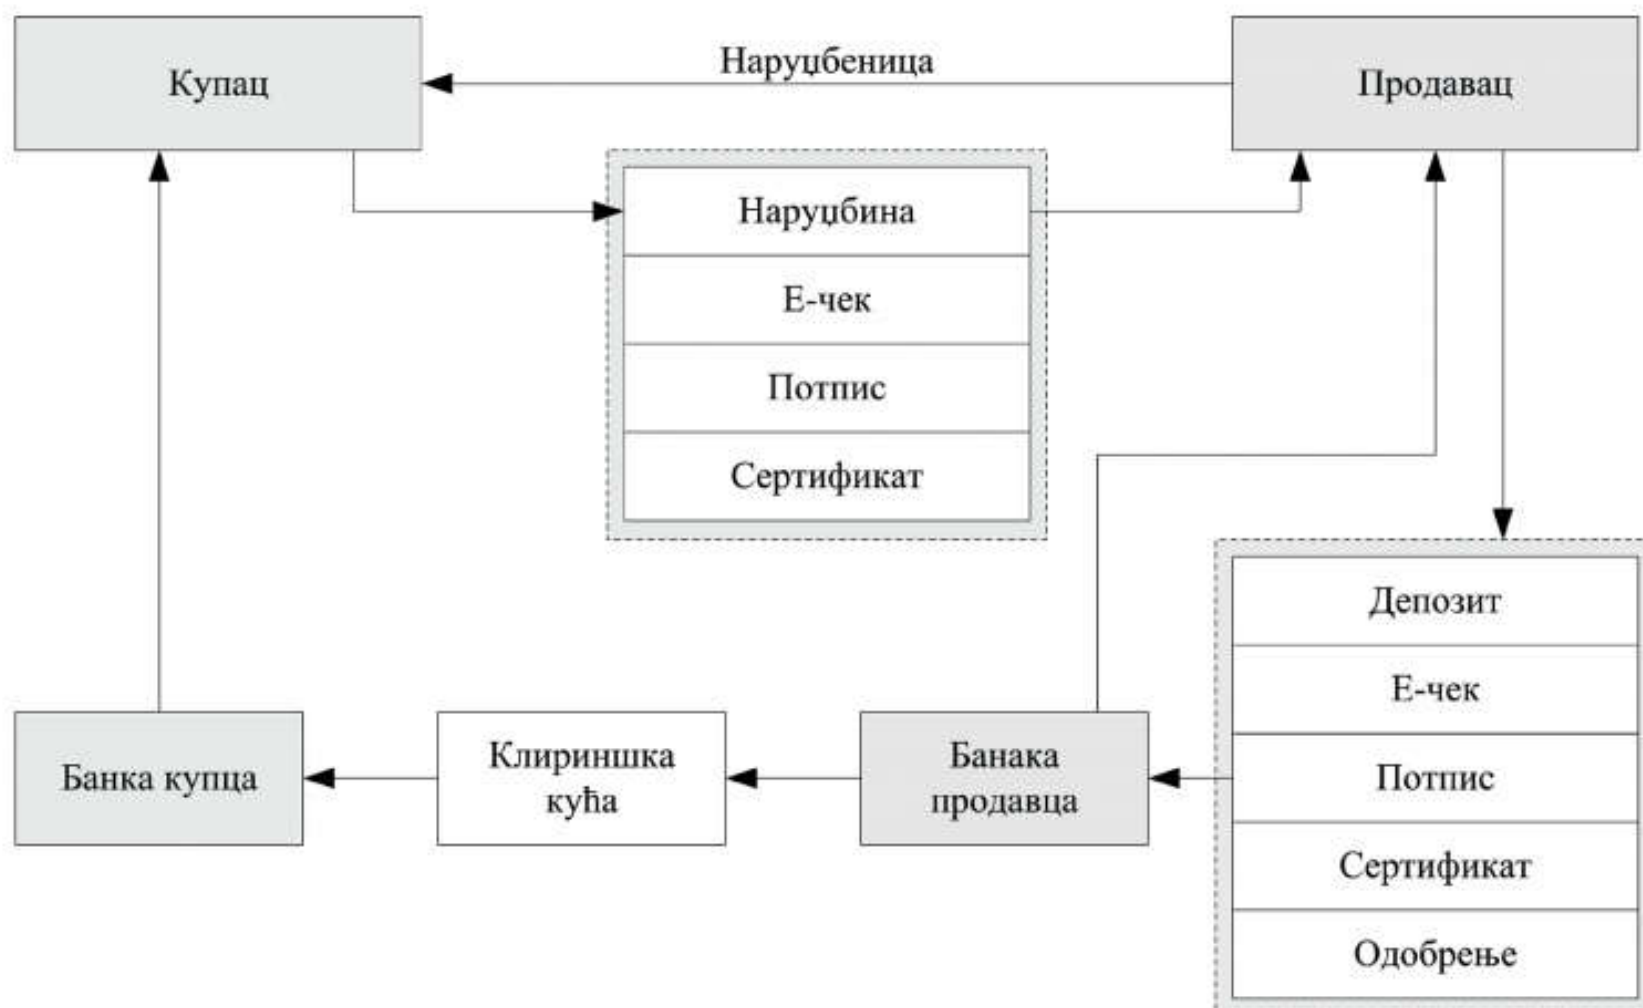 Купац
Наруџбеница
Продавац
Наруџбина
Е-чек
Потпис
Сертификат
Депозит
Е-чек
Потпис
Сертификат
Одобрење
Банка купца
Клириншка
кућа
Банака
продавца